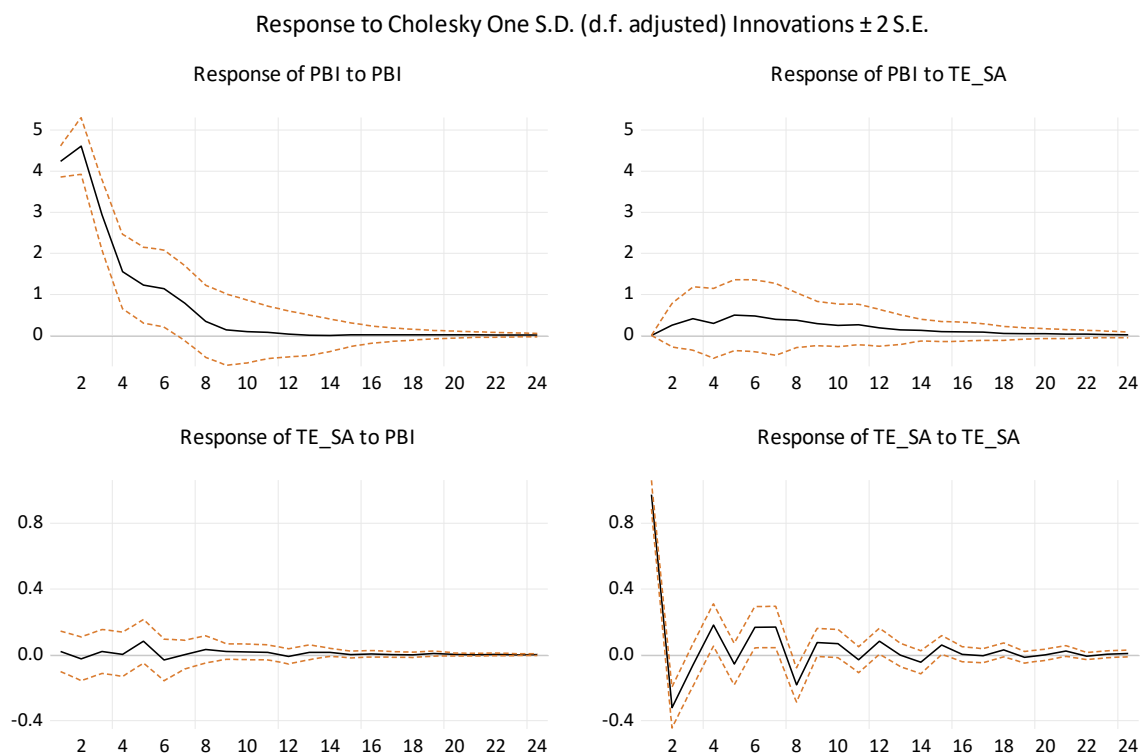 Response to Cholesky One S.D. (d.f. adjusted) Innovations ± 2 S.E.
Response of PBI to PBI
5
4
3
2
1
0
2 4 6 8 10 12 14 16 18 20 22 24
Response of PBI to TE_SA
5
4
3
2
1
0
2 4 6 8 10 12 14 16 18 20 22 24
Response of TE_SA to PBI
0.8
0.4
0.0
-0.4
2 4 6 8 10 12 14 16 18 20 22 24
Response of TE_SA to TE_SA
0.8
0.4
0.0
-0.4
2 4 6 8 10 12 14 16 18 20 22 24